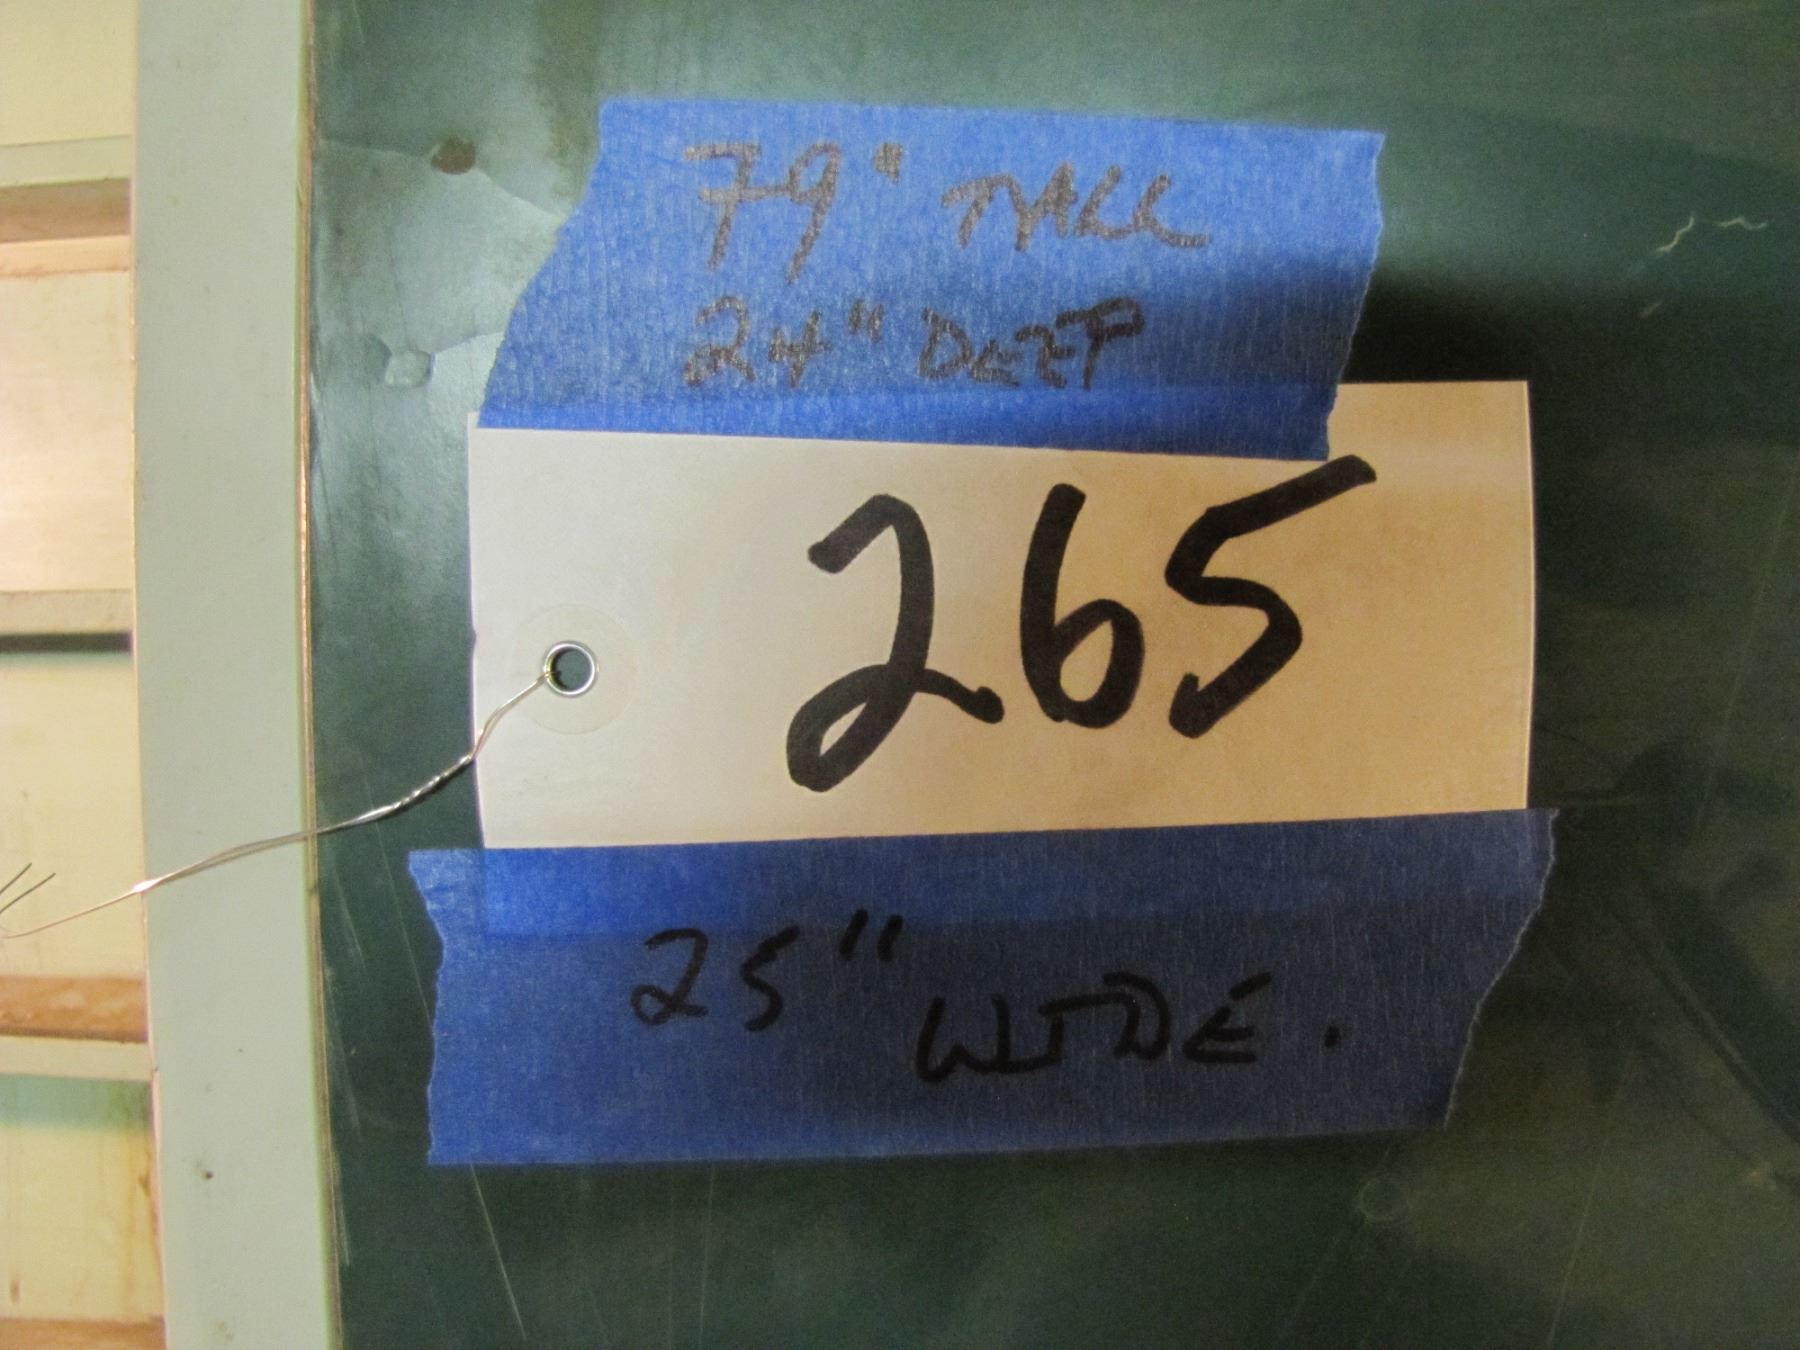 79" TALL
24" DEEP
265
25" WIDE.